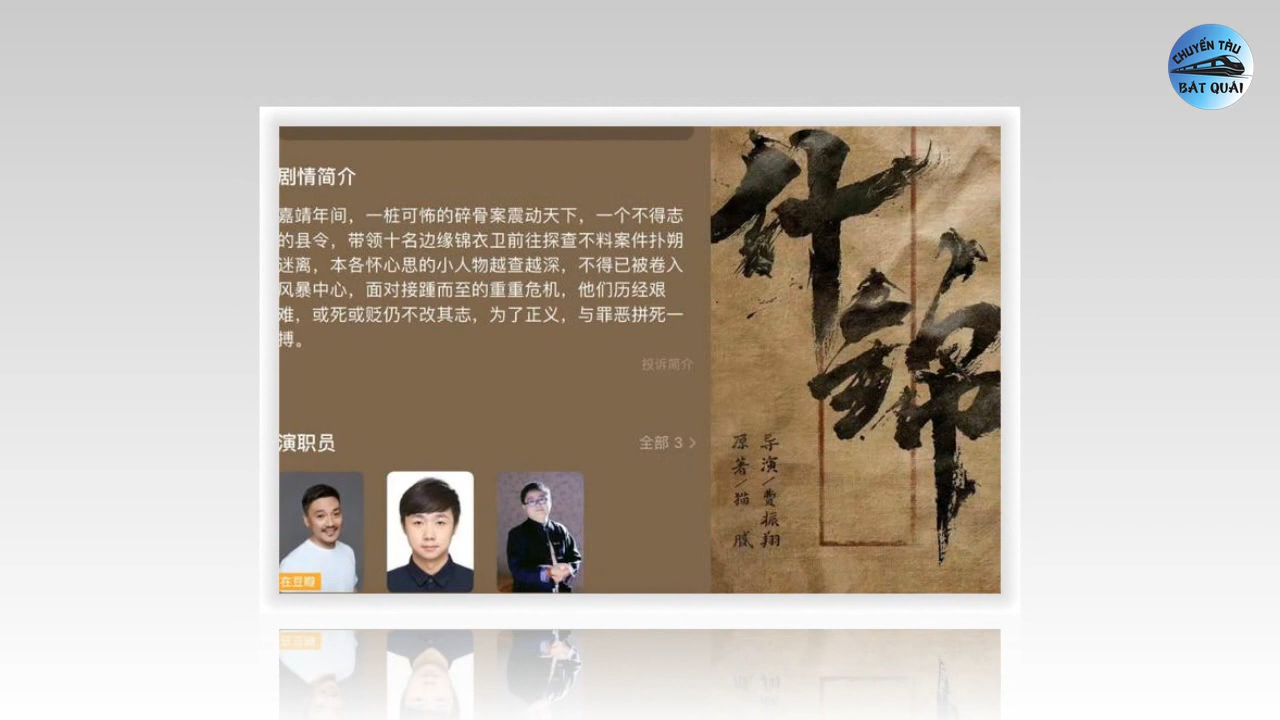 CHUYẾN TÀU
BÁT QUÁI
剧情简介
嘉靖年间，一桩可怖的碎骨案震动天下，一个不得志
的县令，带领十名边缘锦衣卫前往探查不料案件扑朔
迷离，本各怀心思的小人物越查越深，不得已被卷入
风暴中心，面对接踵而至的重重危机，他们历经艰
难，或死或贬仍不改其志，为了正义，与罪恶拼死一
搏。
投诉简介
演职员
全部 3 >
在豆瓣
什锦
导演/费振翔
原著/猫腻